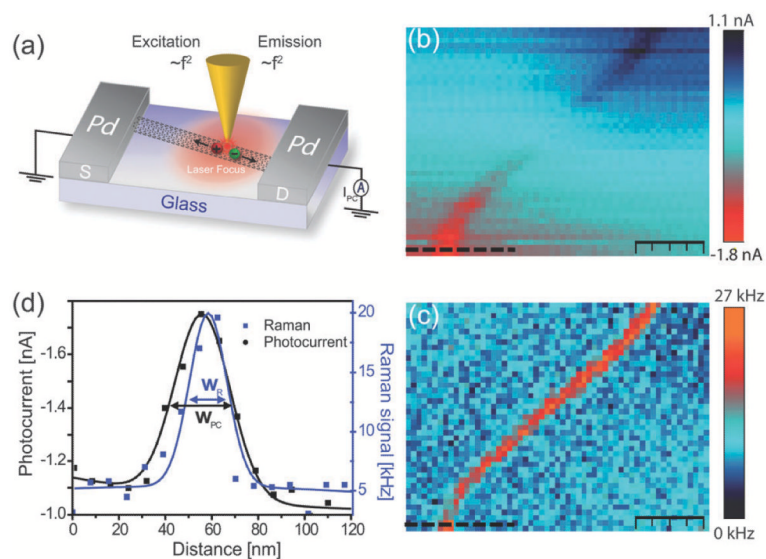 (a)
Excitation
~f²
Emission
~f²
Pd
Pd
Laser Focus
S
D
Glass
I_PC
A
(b)
1.1 nA
-1.8 nA
(d)
Photocurrent [nA]
-1.6
-1.4
-1.2
-1.0
0 20 40 60 80 100 120
Distance [nm]
Raman
Photocurrent
W_R
W_PC
20
15
10
5
Raman signal [kHz]
(c)
27 kHz
0 kHz